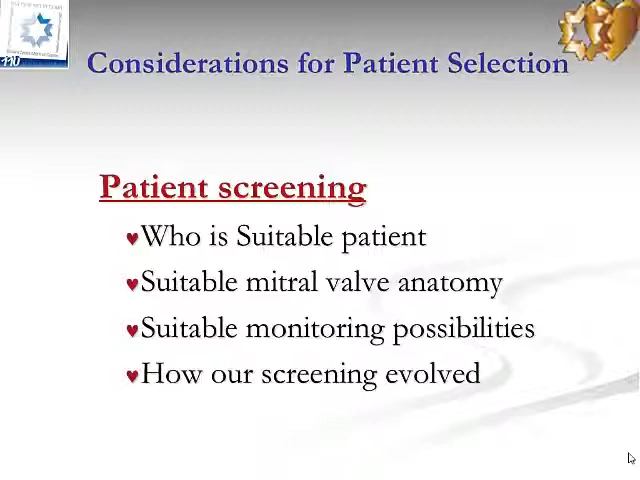 Considerations for Patient Selection
Patient screening
Who is Suitable patient
Suitable mitral valve anatomy
Suitable monitoring possibilities
How our screening evolved